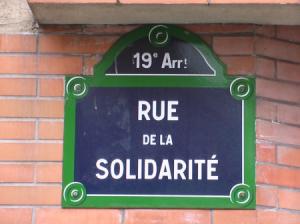 19e Arrt
RUE
DE LA
SOLIDARITÉ